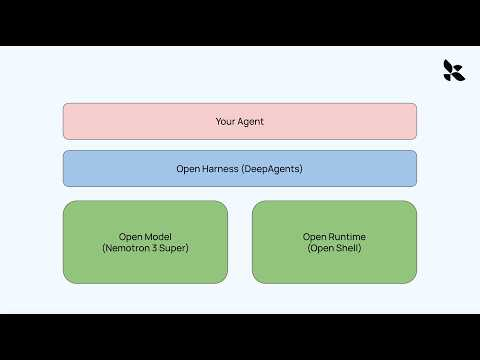 Your Agent
Open Harness (DeepAgents)
Open Model
(Nemotron 3 Super)
Open Runtime
(Open Shell)